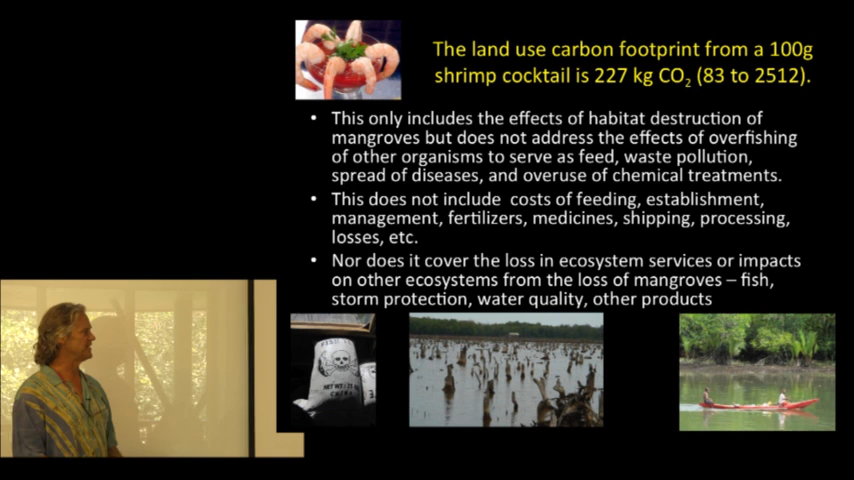 The land use carbon footprint from a 100g
shrimp cocktail is 227 kg CO₂ (83 to 2512).
• This only includes the effects of habitat destruction of
mangroves but does not address the effects of overfishing
of other organisms to serve as feed, waste pollution,
spread of diseases, and overuse of chemical treatments.
• This does not include costs of feeding, establishment,
management, fertilizers, medicines, shipping, processing,
losses, etc.
• Nor does it cover the loss in ecosystem services or impacts
on other ecosystems from the loss of mangroves – fish,
storm protection, water quality, other products